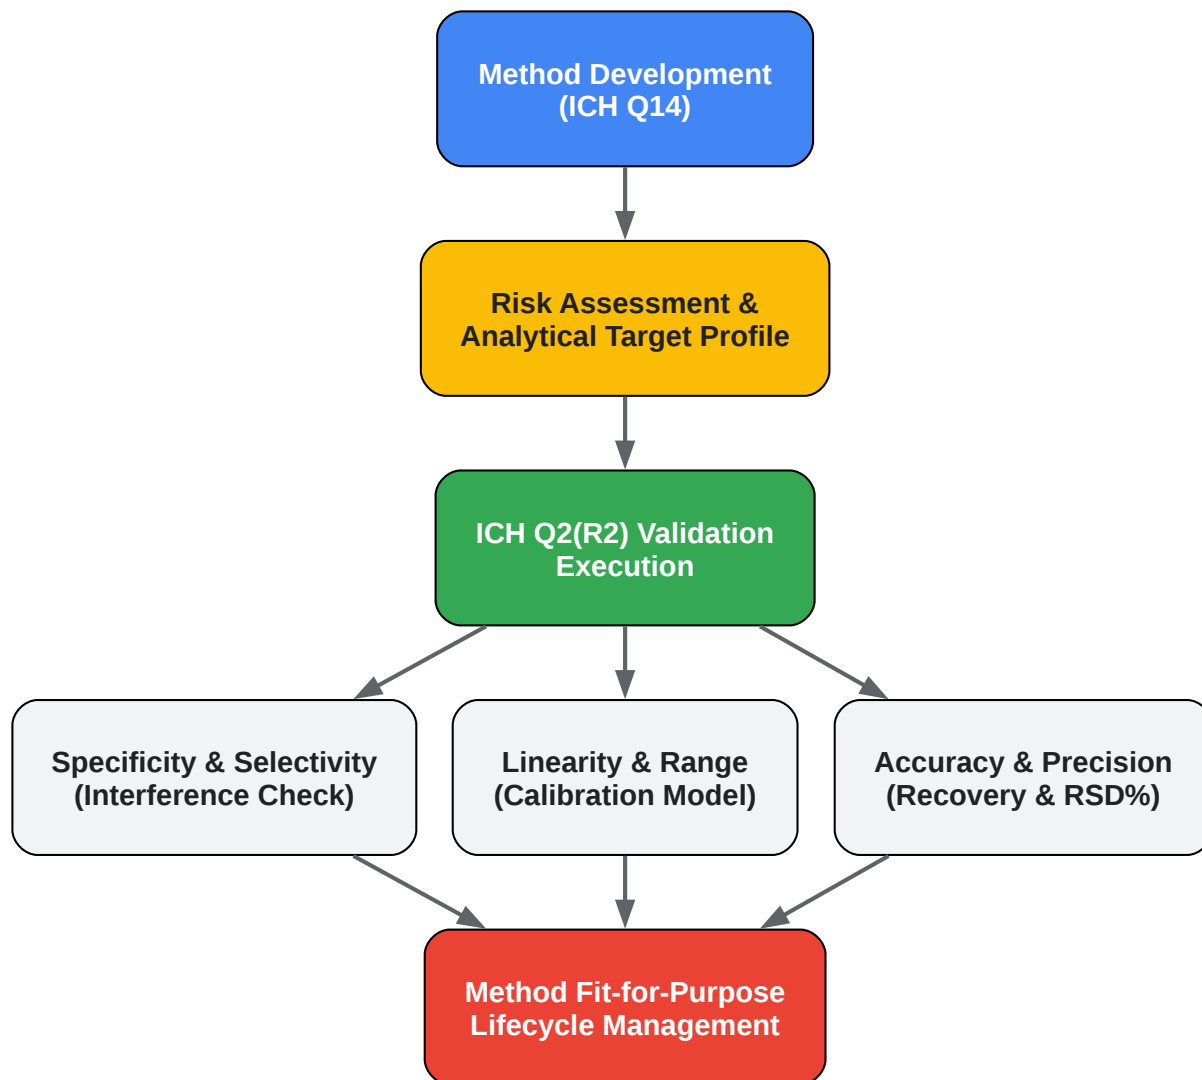 Method Development
(ICH Q14)
Risk Assessment &
Analytical Target Profile
ICH Q2(R2) Validation
Execution
Specificity & Selectivity
(Interference Check)
Linearity & Range
(Calibration Model)
Accuracy & Precision
(Recovery & RSD%)
Method Fit-for-Purpose
Lifecycle Management